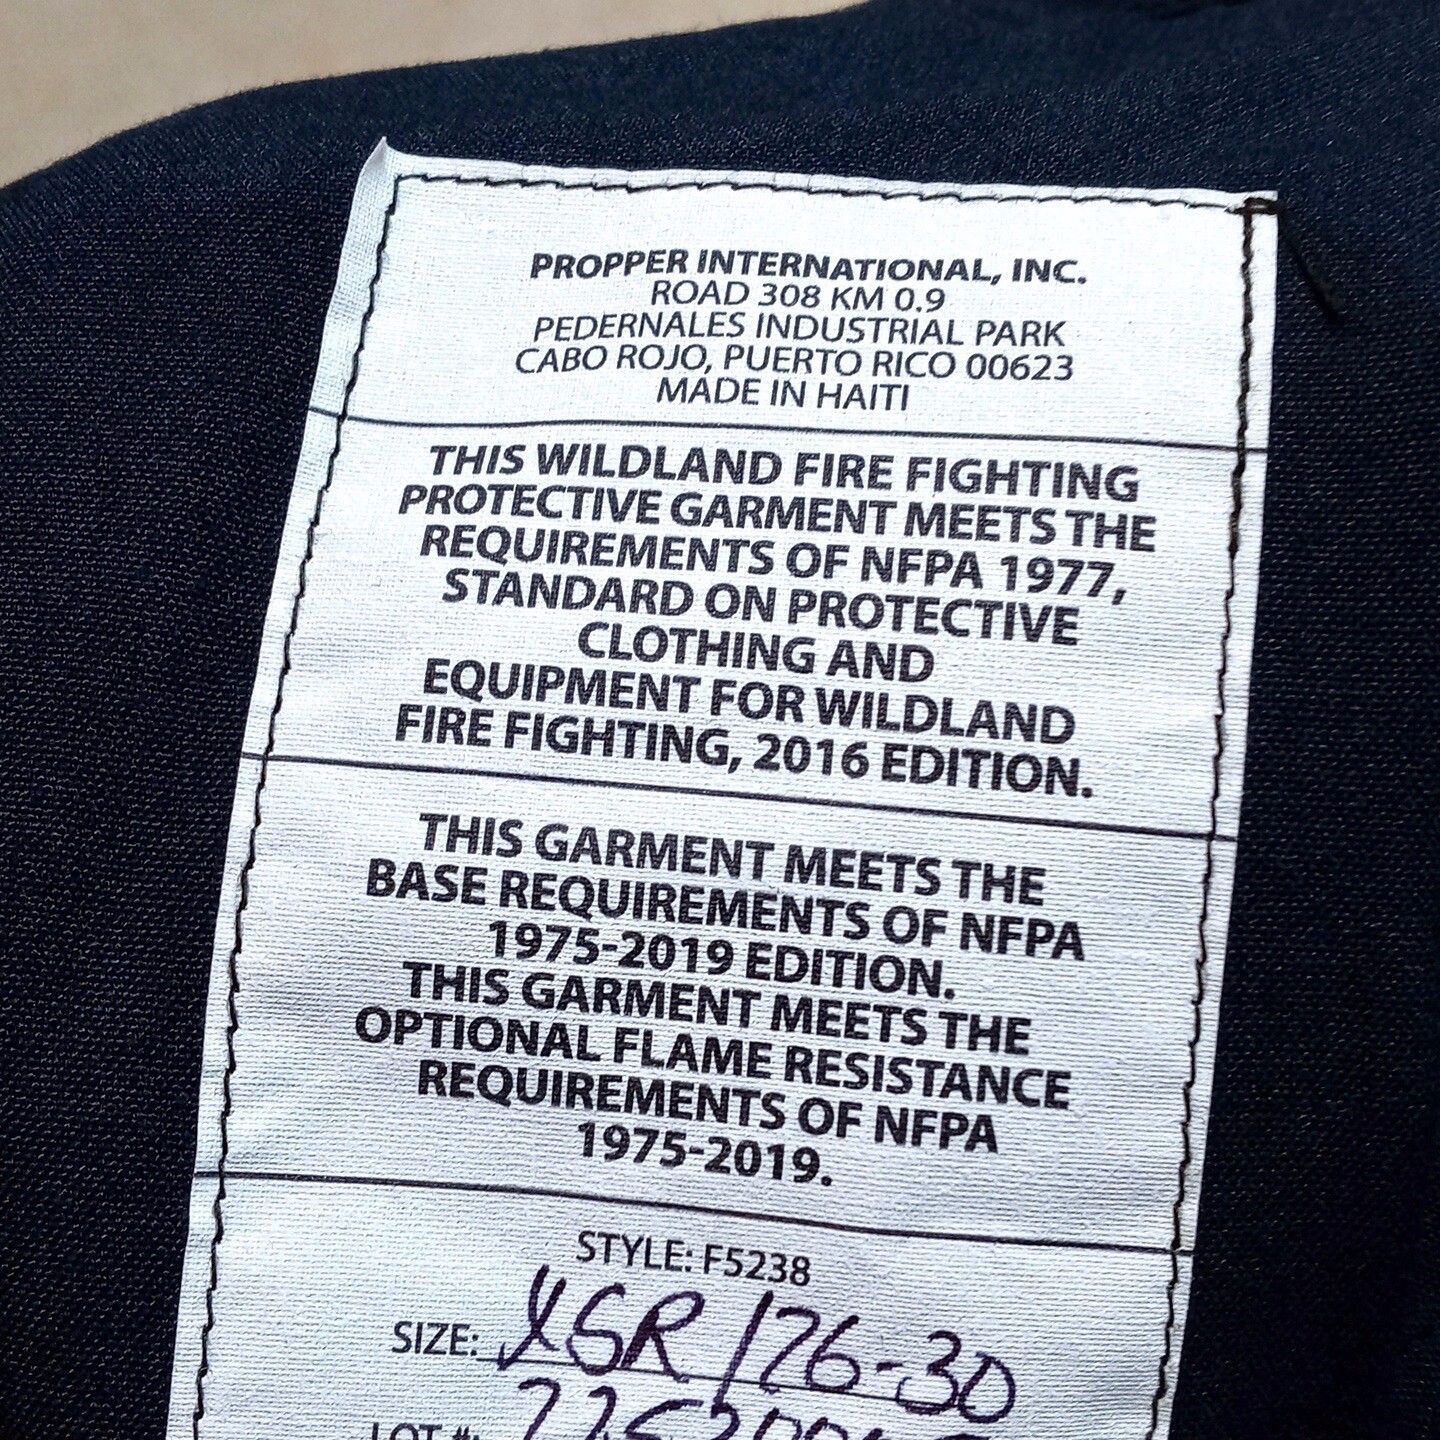 PROPPER INTERNATIONAL, INC.
ROAD 308 KM 0.9
PEDERNALES INDUSTRIAL PARK
CABO ROJO, PUERTO RICO 00623
MADE IN HAITI
THIS WILDLAND FIRE FIGHTING
PROTECTIVE GARMENT MEETS THE
REQUIREMENTS OF NFPA 1977,
STANDARD ON PROTECTIVE
CLOTHING AND
EQUIPMENT FOR WILDLAND
FIRE FIGHTING, 2016 EDITION.
THIS GARMENT MEETS THE
BASE REQUIREMENTS OF NFPA
1975-2019 EDITION.
THIS GARMENT MEETS THE
OPTIONAL FLAME RESISTANCE
REQUIREMENTS OF NFPA
1975-2019.
STYLE: F5238
SIZE: XSR /26-30
LOT #: